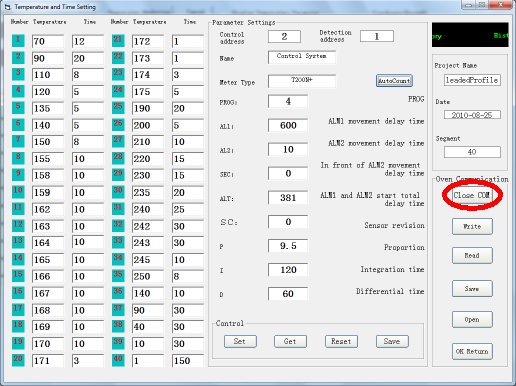 Temperature and Time Setting
Number Temperature Time Number Temperature Time
1 70 12 21 172 1
2 90 20 22 173 1
3 110 8 23 174 3
4 120 5 24 175 5
5 135 5 25 190 20
6 140 5 26 200 5
7 150 8 27 210 10
8 155 10 28 220 15
9 158 10 29 230 15
10 159 10 30 235 20
11 162 10 31 240 25
12 163 10 32 242 30
13 164 10 33 243 30
14 165 10 34 245 10
15 166 10 35 250 8
16 167 10 36 140 10
17 168 10 37 90 30
18 169 10 38 40 30
19 170 10 39 10 30
20 171 3 40 1 150
Parameter Settings
Control address 2 Detection address 1
Name Control System
Meter Type T200N+ AutoCount
PROG: 4 PROG
AL1: 600 ALM1 movement delay time
AL2: 10 ALM2 movement delay time
SEC: 0 In front of ALM2 movement delay time
ALT: 381 ALM1 and ALM2 start total delay time
SC: 0 Sensor revision
P 9.5 Proportion
I 120 Integration time
D 60 Differential time
Control
Set Get Reset Save
ory Hist
Project Name
leadedProfile
Date
2010-08-25
Segment
40
Oven Communication
Close COM
Write
Read
Save
Open
OK Return